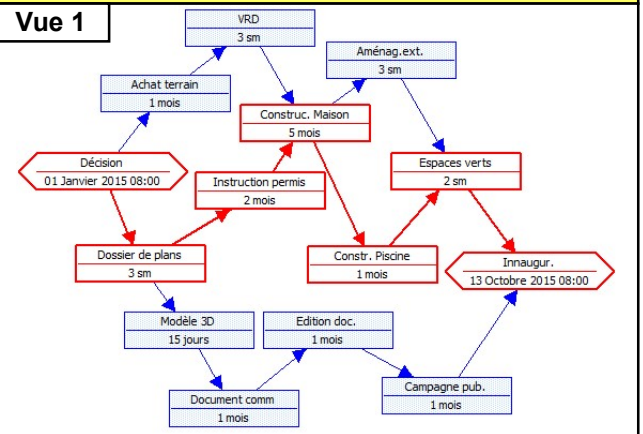 Vue 1
VRD
3 sm
Aménag.ext.
3 sm
Achat terrain
1 mois
Construc. Maison
5 mois
Décision
01 Janvier 2015 08:00
Espaces verts
2 sm
Instruction permis
2 mois
Dossier de plans
3 sm
Constr. Piscine
1 mois
Innaugur.
13 Octobre 2015 08:00
Modèle 3D
15 jours
Edition doc.
1 mois
Campagne pub.
1 mois
Document comm
1 mois